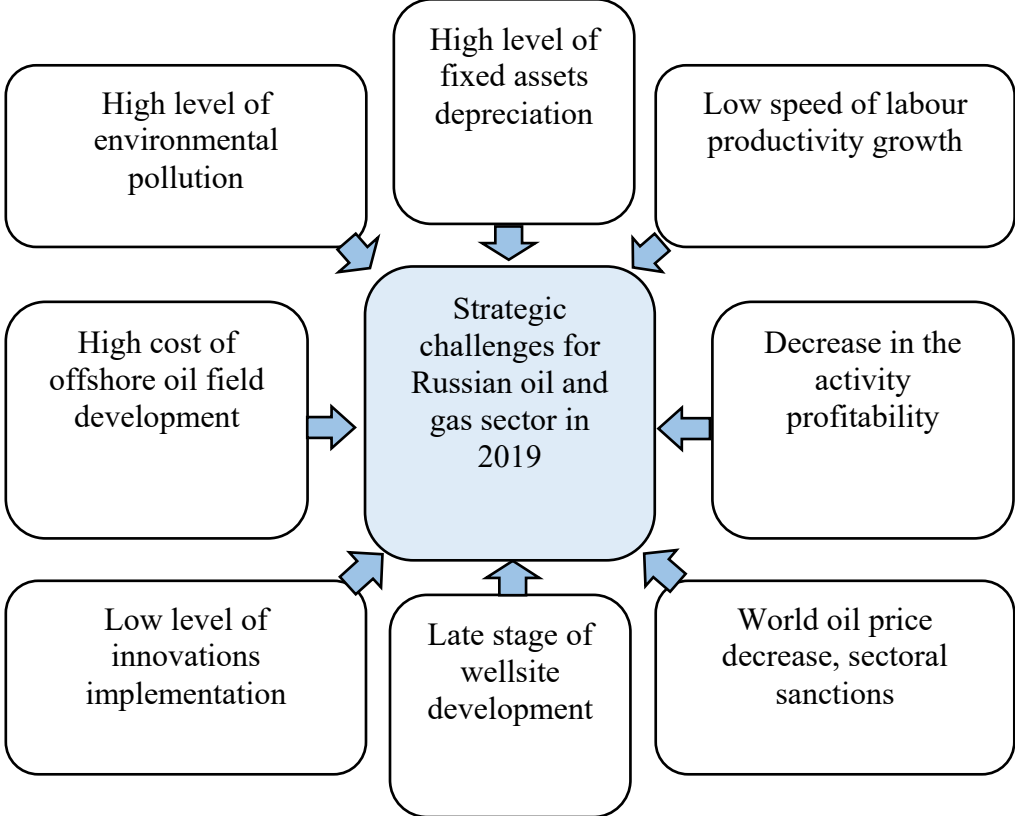 High level of
fixed assets
depreciation
High level of
environmental
pollution
Low speed of labour
productivity growth
High cost of
offshore oil field
development
Strategic
challenges for
Russian oil and
gas sector in
2019
Decrease in the
activity
profitability
Low level of
innovations
implementation
Late stage of
wellsite
development
World oil price
decrease, sectoral
sanctions